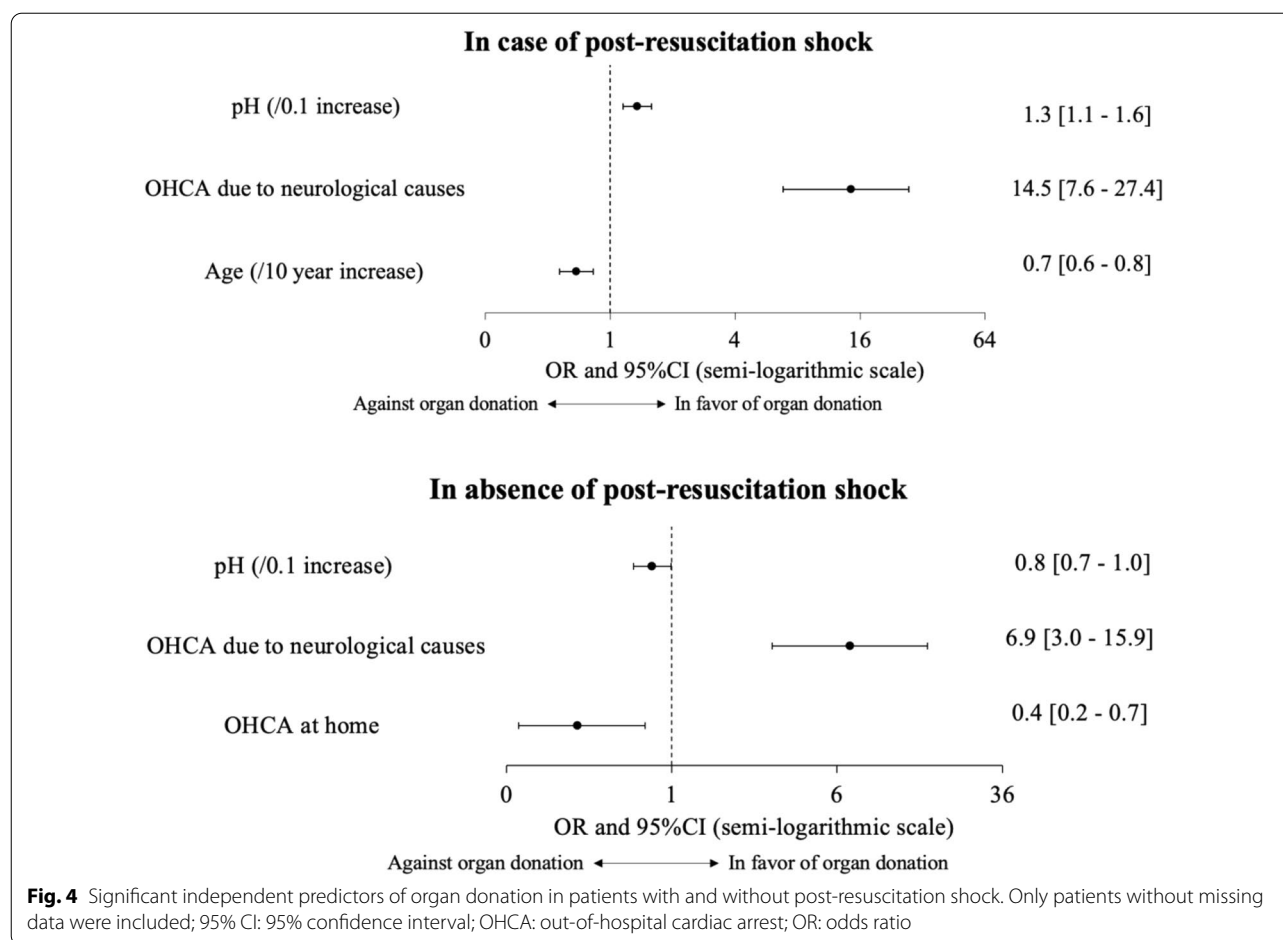 In case of post-resuscitation shock
pH (/0.1 increase) 1.3 [1.1 - 1.6]
OHCA due to neurological causes 14.5 [7.6 - 27.4]
Age (/10 year increase) 0.7 [0.6 - 0.8]
0 1 4 16 64
OR and 95%CI (semi-logarithmic scale)
Against organ donation In favor of organ donation
In absence of post-resuscitation shock
pH (/0.1 increase) 0.8 [0.7 - 1.0]
OHCA due to neurological causes 6.9 [3.0 - 15.9]
OHCA at home 0.4 [0.2 - 0.7]
0 1 6 36
OR and 95%CI (semi-logarithmic scale)
Against organ donation In favor of organ donation
Fig. 4 Significant independent predictors of organ donation in patients with and without post-resuscitation shock. Only patients without missing
data were included; 95% CI: 95% confidence interval; OHCA: out-of-hospital cardiac arrest; OR: odds ratio